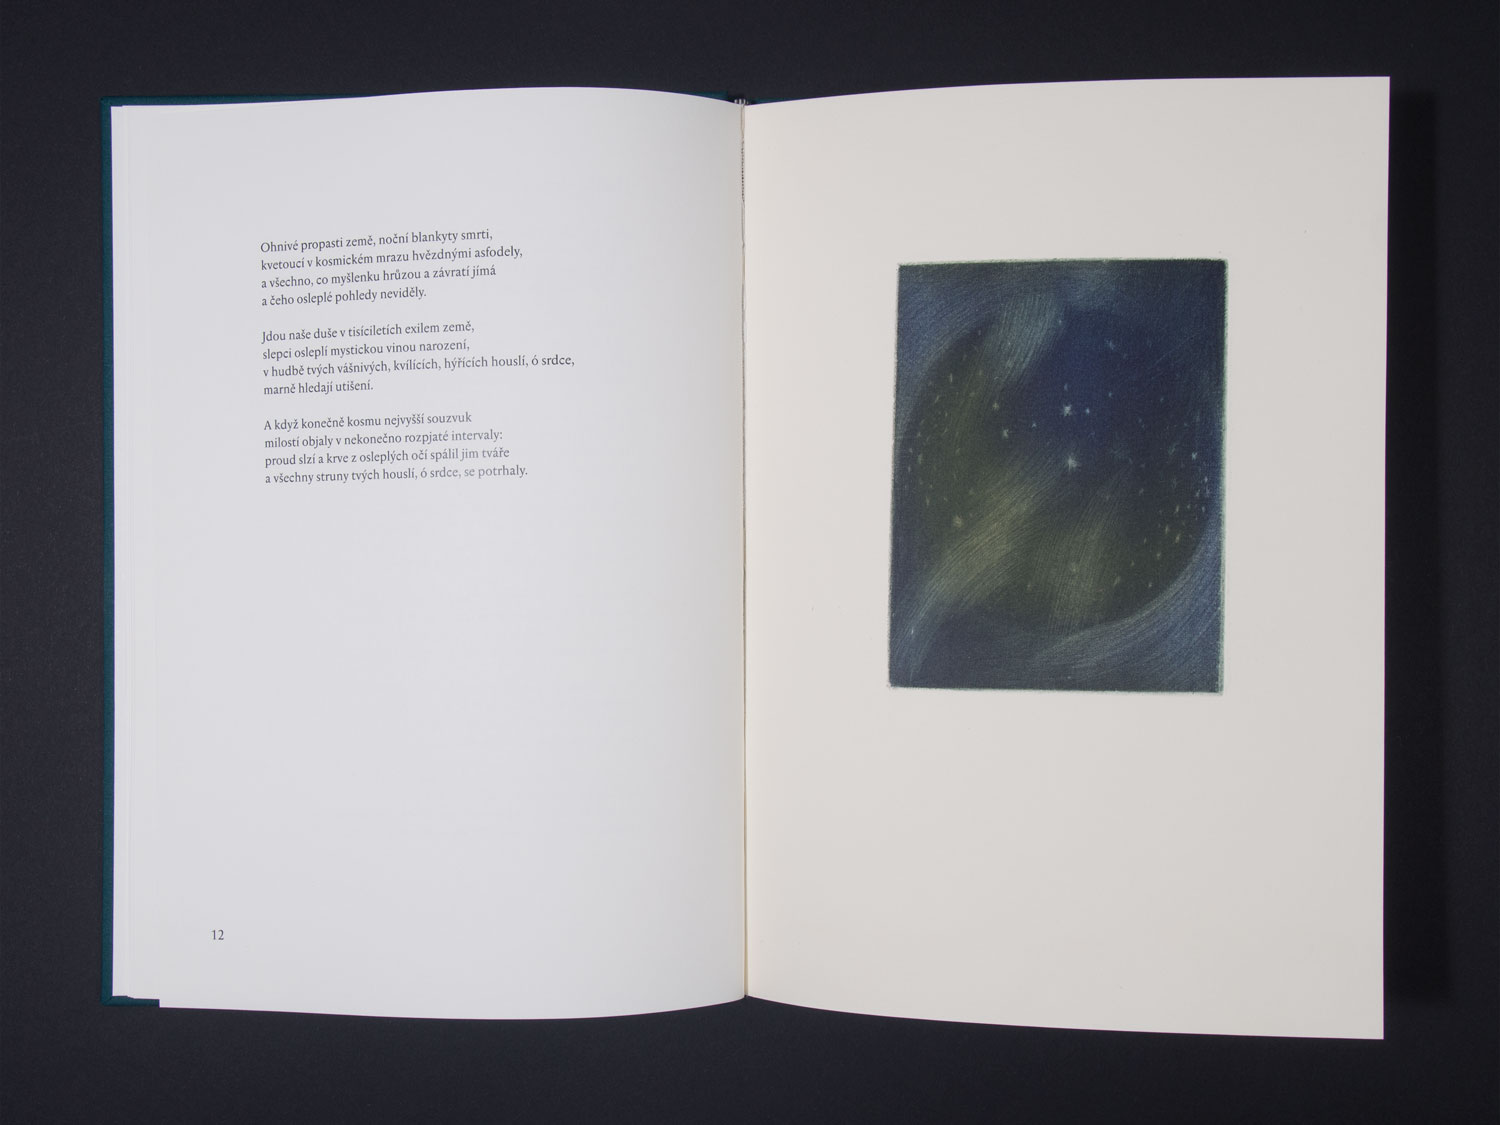 Ohnivé propasti země, noční blankyty smrti,
kvetoucí v kosmickém mrazu hvězdnými asfodely,
a všechno, co myšlenku hrůzou a závratí jímá
a čeho osleplé pohledy neviděly.
Jdou naše duše v tisíciletích exilem země,
slepci osleplí mystickou vinou narození,
v hudbě tvých vášnivých, kvílících, hýřících houslí, ó srdce,
marně hledají utišení.
A když konečně kosmu nejvyšší souzvuk
milostí objaly v nekonečno rozpjaté intervaly:
proud slzí a krve z osleplých očí spálil jim tváře
a všechny struny tvých houslí, ó srdce, se potrhaly.
12